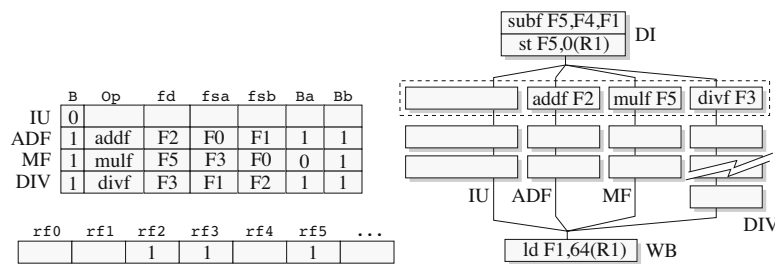 B Op fd fsa fsb Ba Bb
IU 0
ADF 1 addf F2 F0 F1 1 1
MF 1 mulf F5 F3 F0 0 1
DIV 1 divf F3 F1 F2 1 1
rf0 rf1 rf2 rf3 rf4 rf5 ...
1 1 1
subf F5,F4,F1
st F5,0(R1)
DI
addf F2 mulf F5 divf F3
IU ADF MF
DIV
ld F1,64(R1) WB